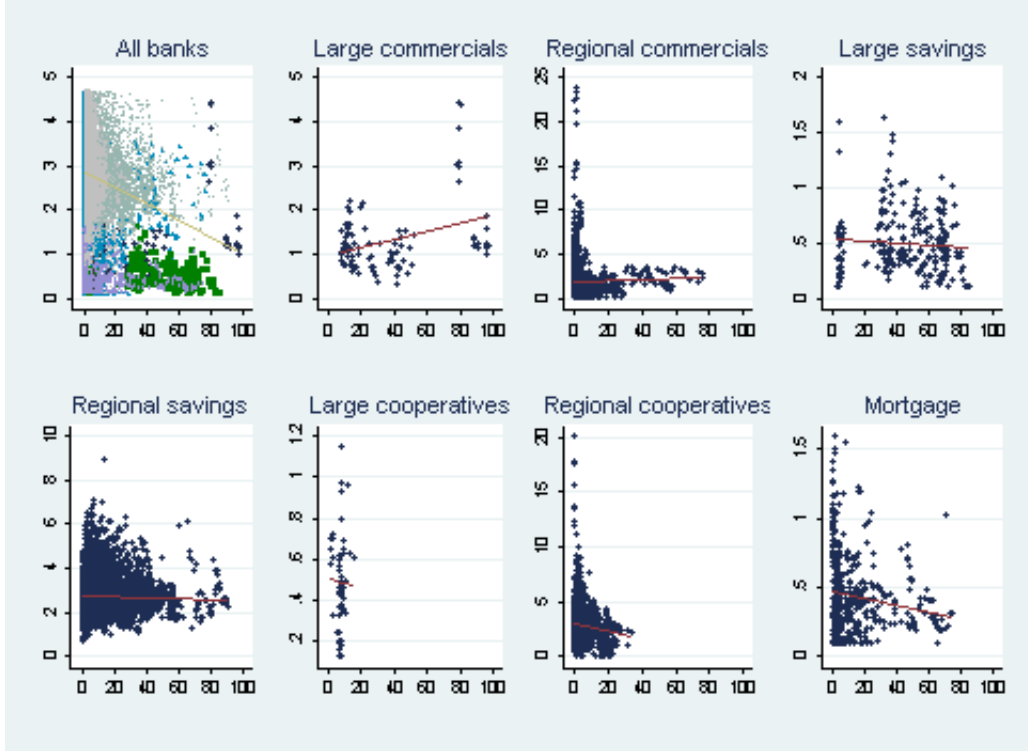 All banks
5
4
3
2
1
0
0 20 40 60 80 100
Large commercials
5
4
3
2
1
0
0 20 40 60 80 100
Regional commercials
25
20
15
10
5
0
0 20 40 60 80 100
Large savings
2
1.5
1
.5
0
0 20 40 60 80 100
Regional savings
10
8
6
4
2
0
0 20 40 60 80 100
Large cooperatives
1.2
1
.8
.6
.4
.2
0 20 40 60 80 100
Regional cooperatives
20
15
10
5
0
0 20 40 60 80 100
Mortgage
1.5
1
.5
0
0 20 40 60 80 100